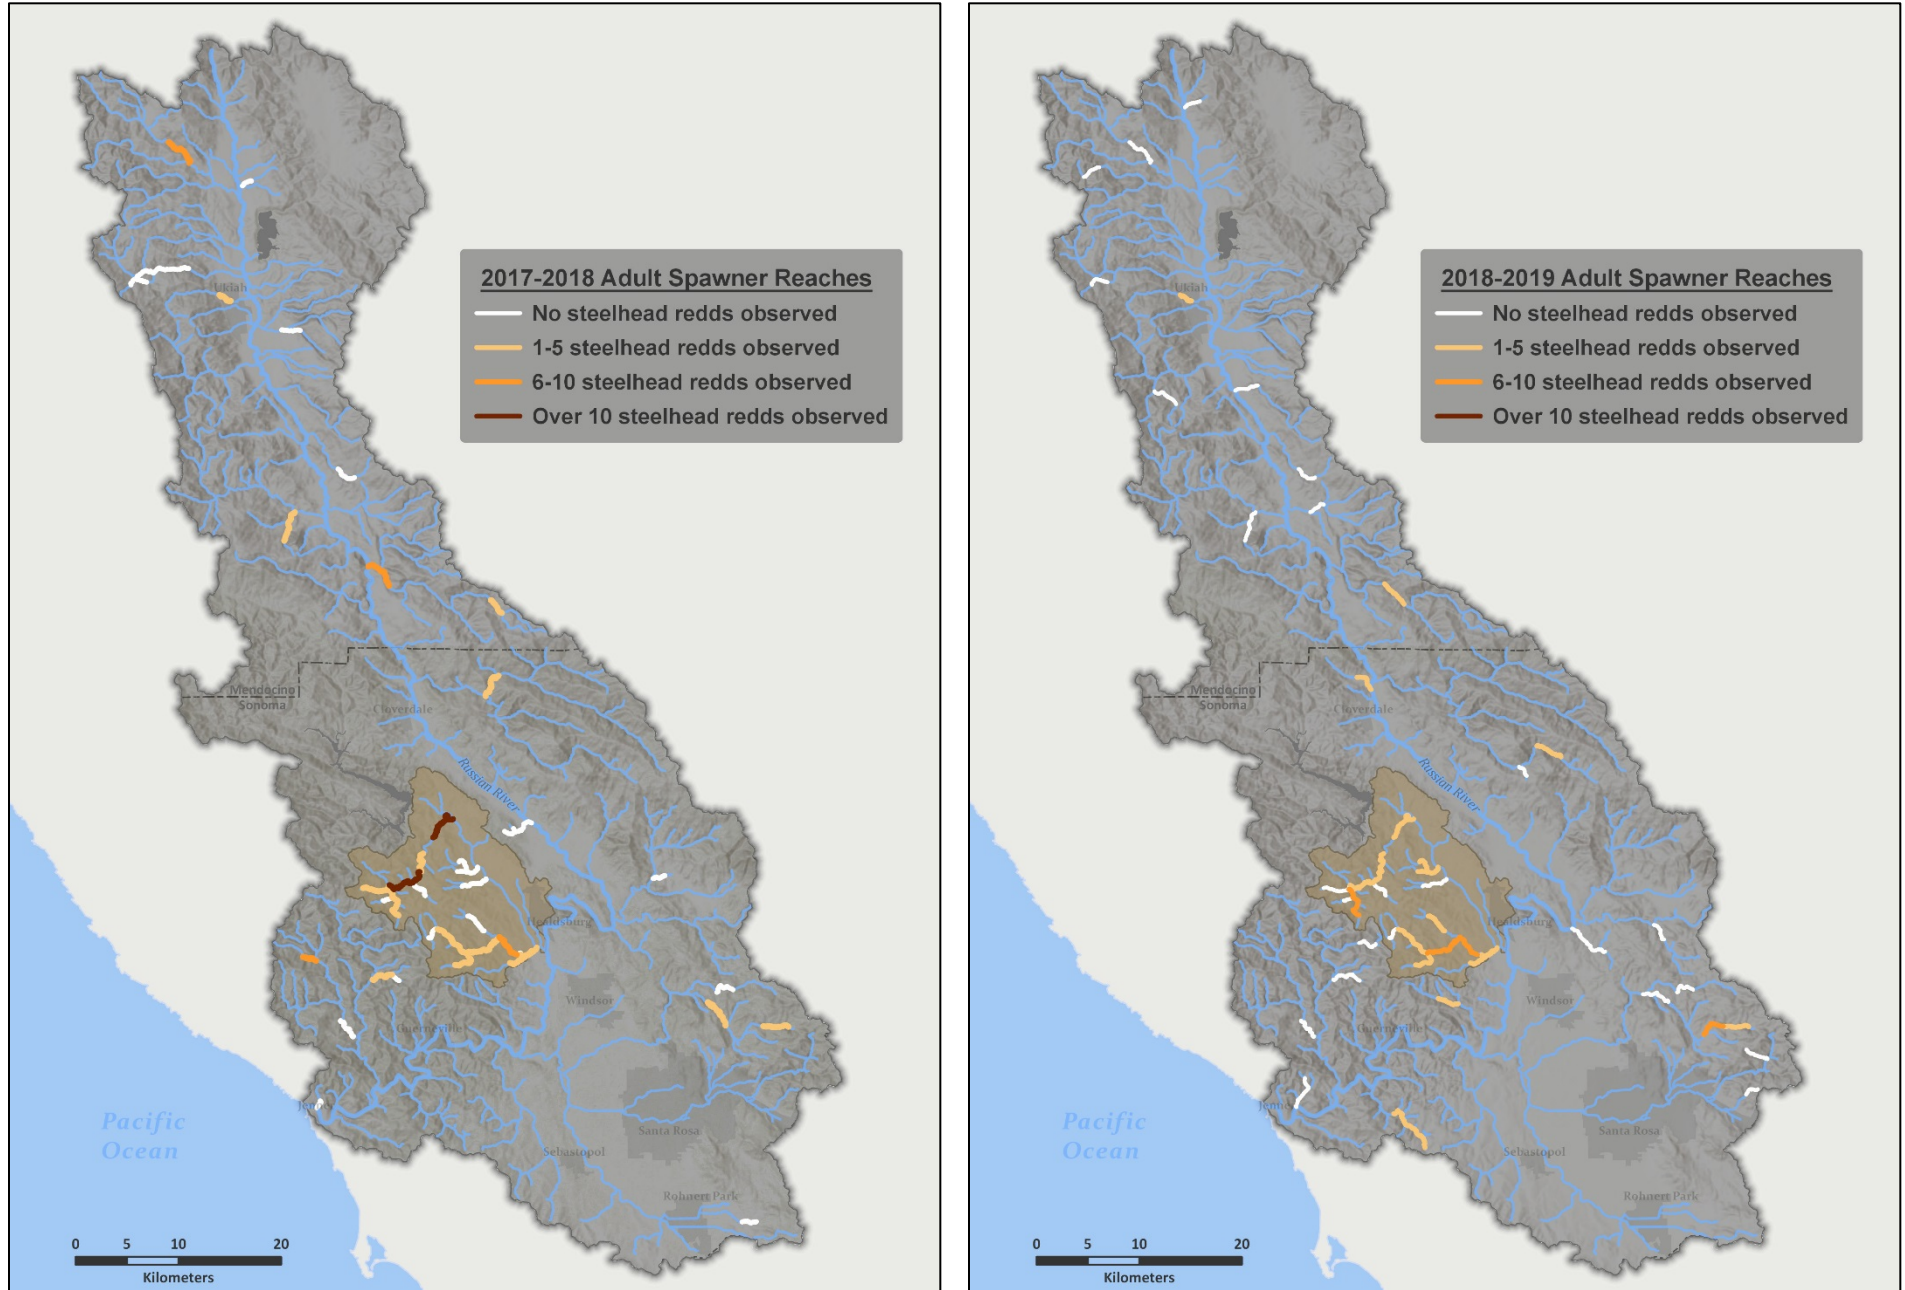 2017-2018 Adult Spawner Reaches
No steelhead redds observed
1-5 steelhead redds observed
6-10 steelhead redds observed
Over 10 steelhead redds observed
Ukiah
Mendocino
Sonoma
Cloverdale
Russian River
Healdsburg
Windsor
Guerneville
Jenner
Santa Rosa
Sebastopol
Rohnert Park
Pacific
Ocean
0 5 10 20
Kilometers
2018-2019 Adult Spawner Reaches
No steelhead redds observed
1-5 steelhead redds observed
6-10 steelhead redds observed
Over 10 steelhead redds observed
Ukiah
Mendocino
Sonoma
Cloverdale
Russian River
Healdsburg
Windsor
Guerneville
Jenner
Santa Rosa
Sebastopol
Rohnert Park
Pacific
Ocean
0 5 10 20
Kilometers